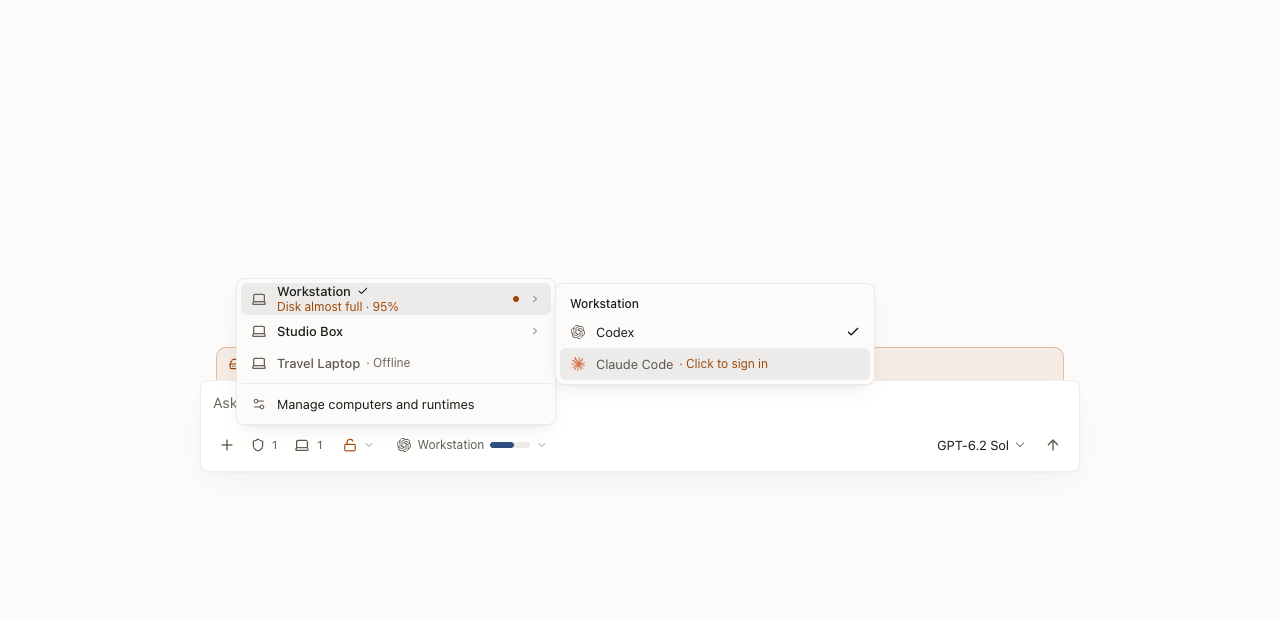 Workstation
Disk almost full · 95%
Studio Box
Travel Laptop · Offline
Manage computers and runtimes
Workstation
Codex
Claude Code · Click to sign in
Ask
1
1
Workstation
GPT-6.2 Sol